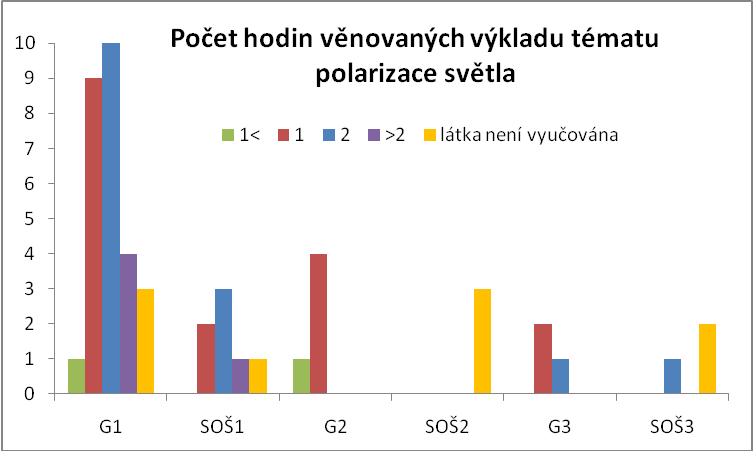 Počet hodin věnovaných výkladu tématu
polarizace světla
1< 1 2 >2 látka není vyučována
10
9
8
7
6
5
4
3
2
1
0
G1 SOŠ1 G2 SOŠ2 G3 SOŠ3